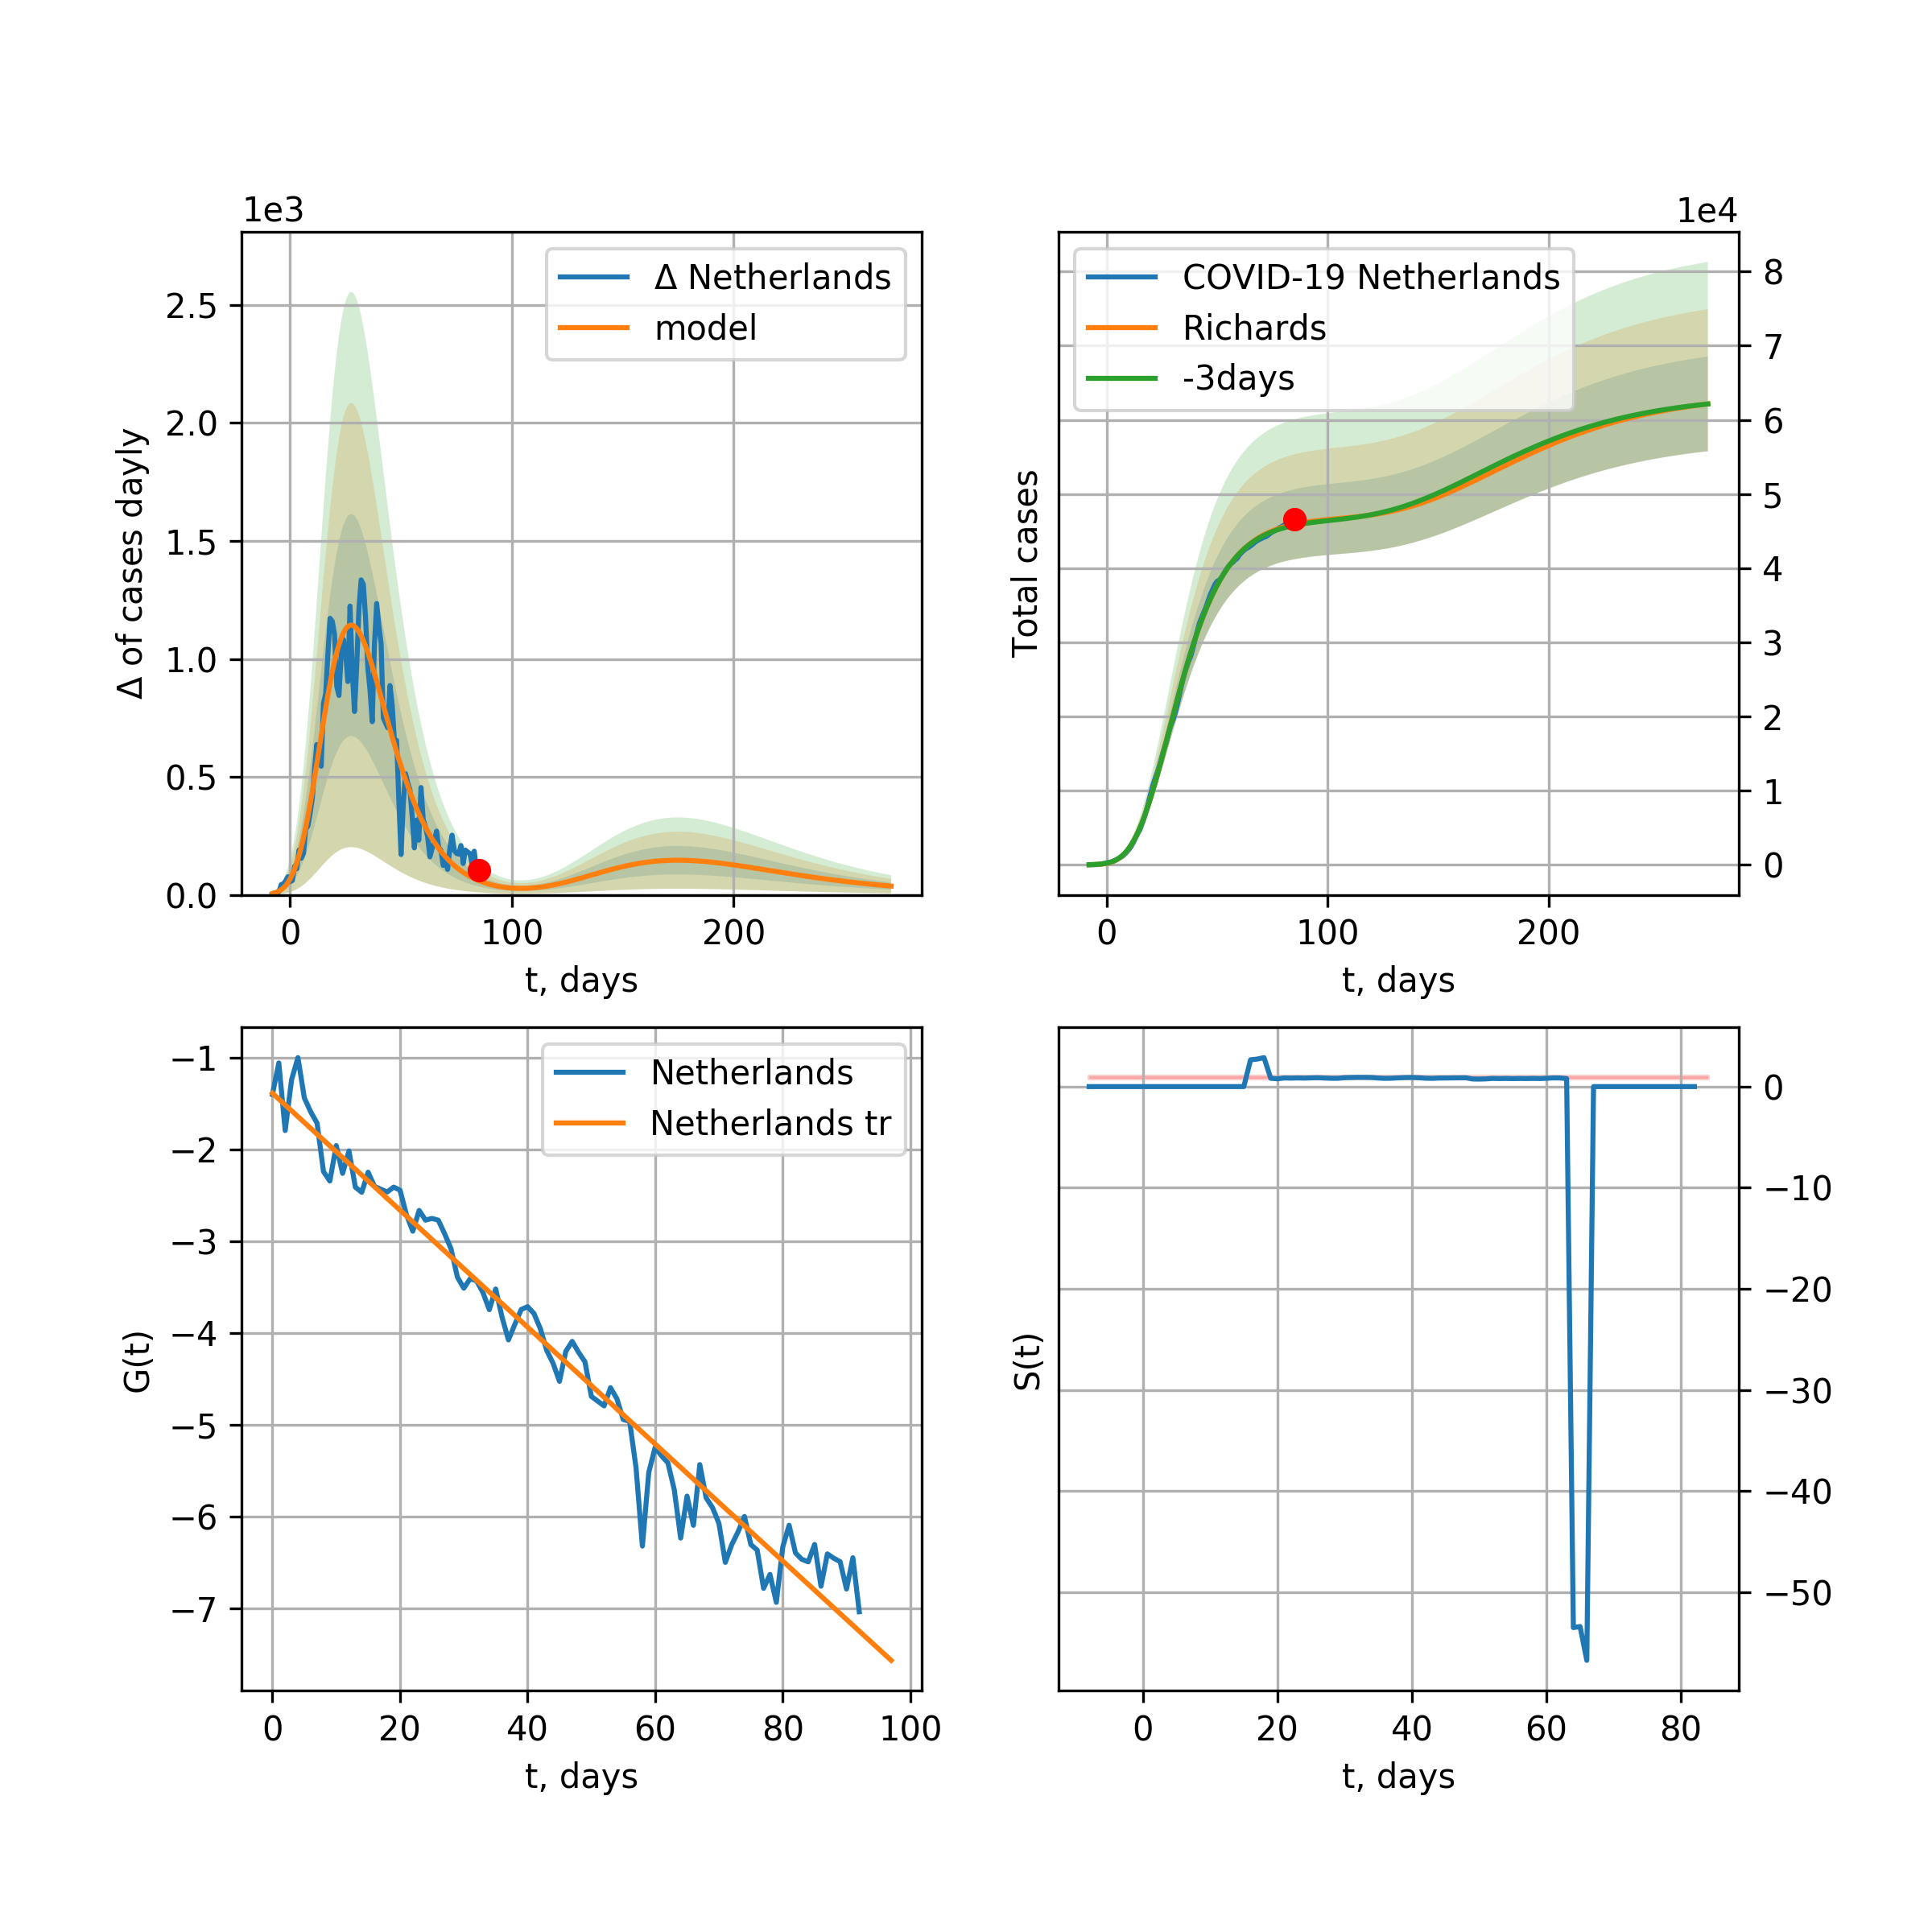 1e3
Δ Netherlands
model
2.5
2.0
1.5
1.0
0.5
0.0
Δ of cases dayly
0 100 200
t, days
1e4
COVID-19 Netherlands
Richards
-3days
8
7
6
5
4
3
2
1
0
Total cases
0 100 200
t, days
Netherlands
Netherlands tr
−1
−2
−3
−4
−5
−6
−7
G(t)
0 20 40 60 80 100
t, days
0
−10
−20
−30
−40
−50
S(t)
0 20 40 60 80
t, days